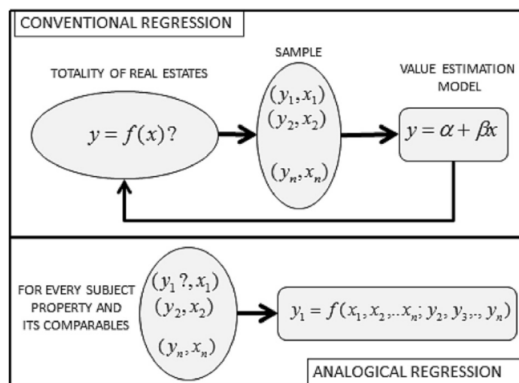 CONVENTIONAL REGRESSION
TOTALITY OF REAL ESTATES
y = f(x)?
SAMPLE
(y₁, x₁)
(y₂, x₂)
(yₙ, xₙ)
VALUE ESTIMATION
MODEL
y = α + βx
FOR EVERY SUBJECT
PROPERTY AND
ITS COMPARABLES
(y₁?, x₁)
(y₂, x₂)
(yₙ, xₙ)
y₁ = f(x₁, x₂,..xₙ; y₂, y₃,., yₙ)
ANALOGICAL REGRESSION